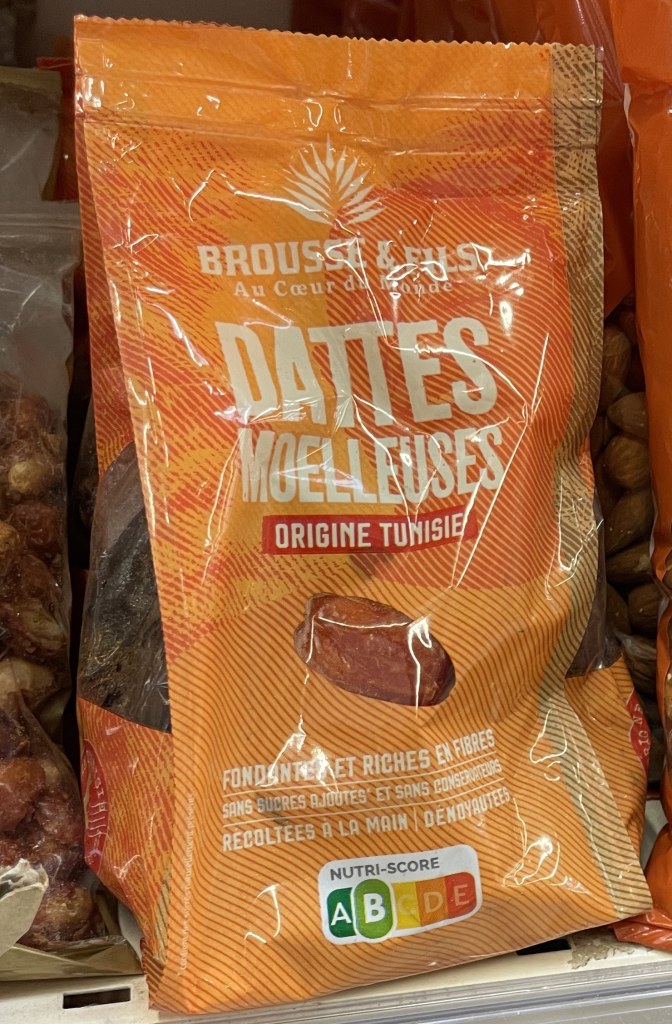 BROUSSE & FILS
Au Cœur du Monde
DATTES
MOELLEUSES
ORIGINE TUNISIE
FONDANTES ET RICHES EN FIBRES
SANS SUCRES AJOUTÉS* ET SANS CONSERVATEURS
RÉCOLTÉES À LA MAIN | DÉNOYAUTÉES
NUTRI-SCORE
A B C D E